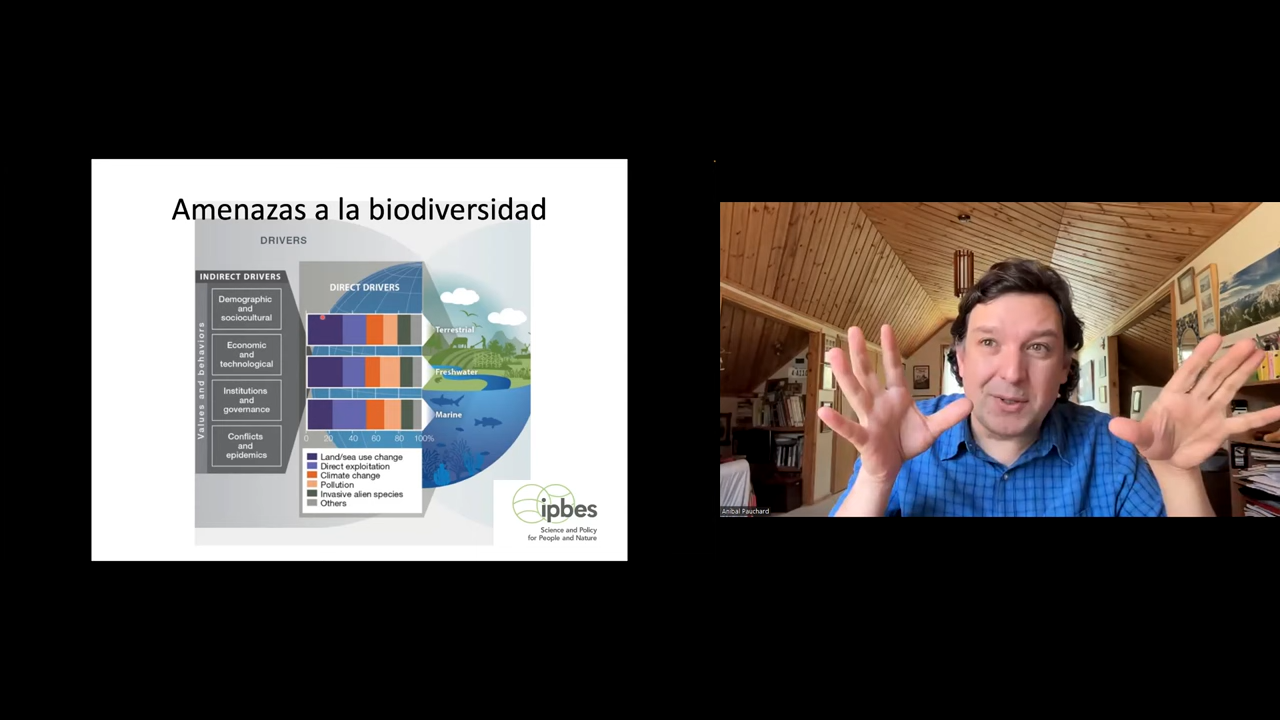 Amenazas a la biodiversidad
DRIVERS
INDIRECT DRIVERS
Values and behaviors
Demographic
and
sociocultural
Economic
and
technological
Institutions
and
governance
Conflicts
and
epidemics
DIRECT DRIVERS
Terrestrial
Freshwater
Marine
0 20 40 60 80 100%
Land/sea use change
Direct exploitation
Climate change
Pollution
Invasive alien species
Others
ipbes
Science and Policy
for People and Nature
Aníbal Pauchard